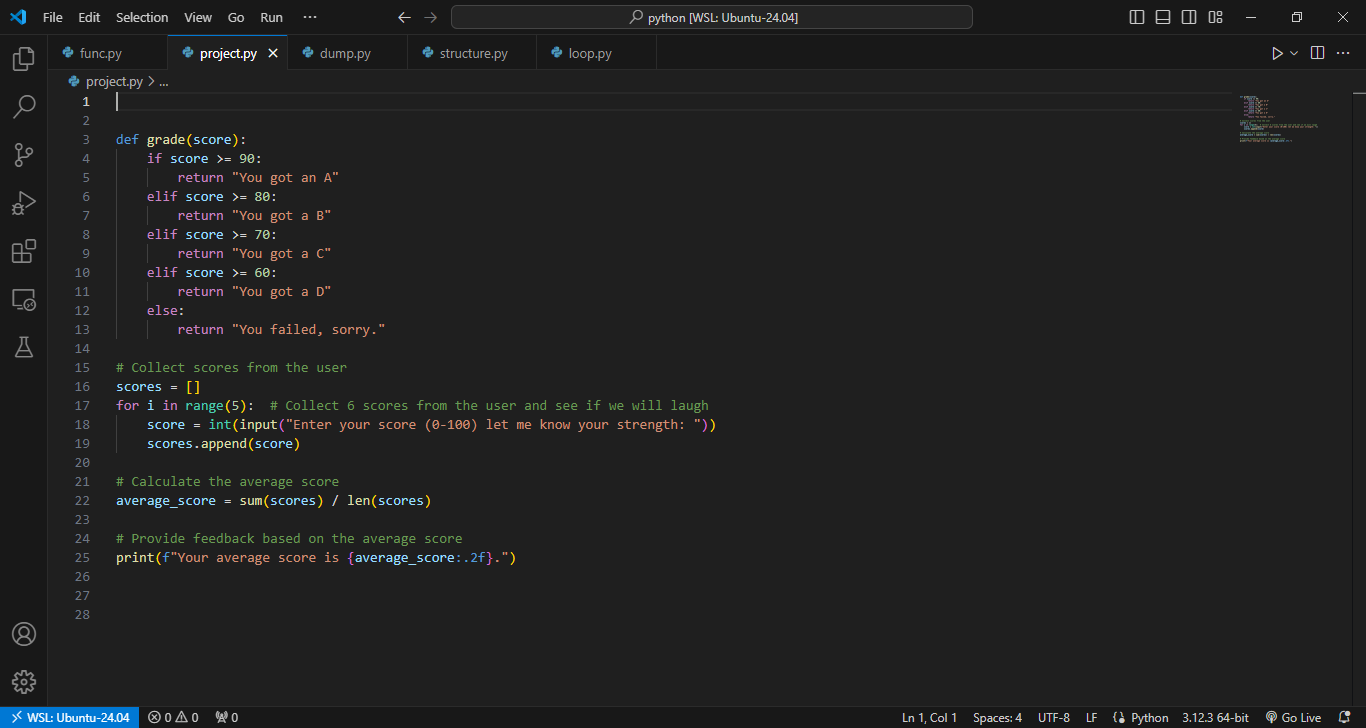 File Edit Selection View Go Run ··· python [WSL: Ubuntu-24.04]
func.py project.py dump.py structure.py loop.py
project.py > ...
1
2
3 def grade(score):
4     if score >= 90:
5         return "You got an A"
6     elif score >= 80:
7         return "You got a B"
8     elif score >= 70:
9         return "You got a C"
10     elif score >= 60:
11         return "You got a D"
12     else:
13         return "You failed, sorry."
14
15 # Collect scores from the user
16 scores = []
17 for i in range(5):  # Collect 6 scores from the user and see if we will laugh
18     score = int(input("Enter your score (0-100) let me know your strength: "))
19     scores.append(score)
20
21 # Calculate the average score
22 average_score = sum(scores) / len(scores)
23
24 # Provide feedback based on the average score
25 print(f"Your average score is {average_score:.2f}.")
26
27
28
WSL: Ubuntu-24.04 0 0 0 Ln 1, Col 1 Spaces: 4 UTF-8 LF Python 3.12.3 64-bit Go Live